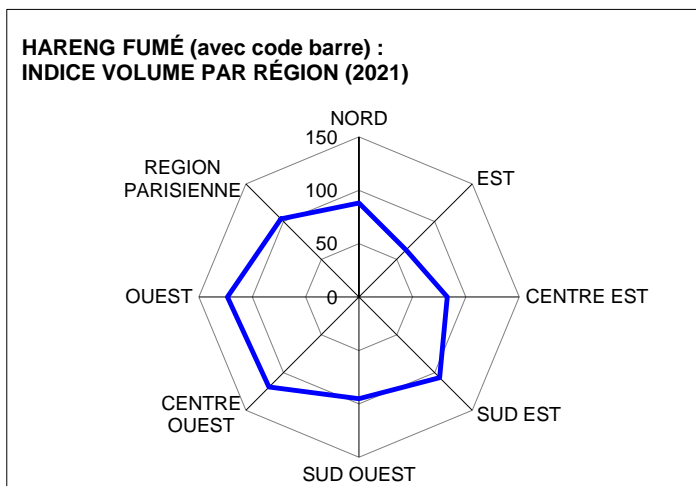 HARENG FUMÉ (avec code barre) :
INDICE VOLUME PAR RÉGION (2021)
NORD
150
REGION
PARISIENNE
EST
100
50
OUEST
0
CENTRE EST
CENTRE
OUEST
SUD EST
SUD OUEST